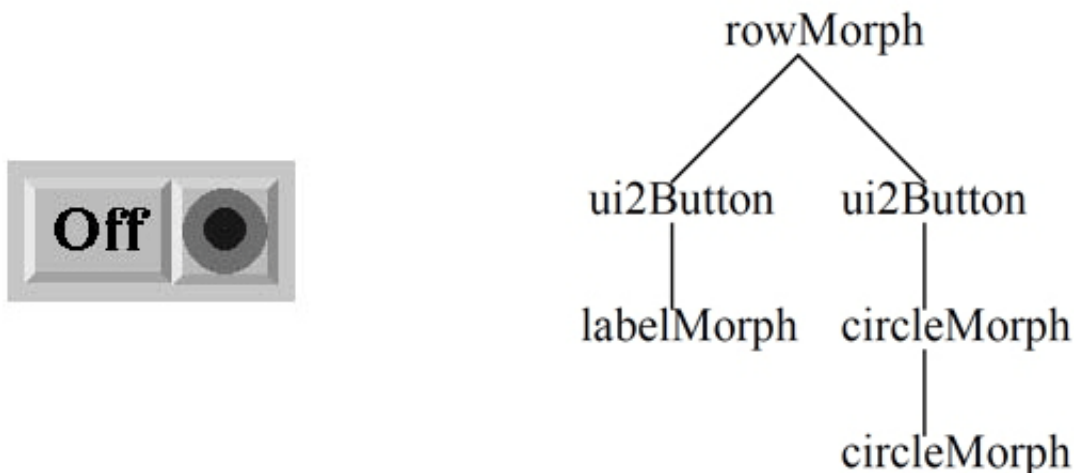 rowMorph
Off
ui2Button ui2Button
labelMorph circleMorph
circleMorph